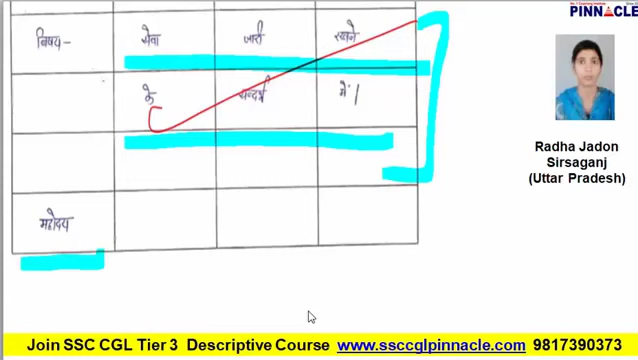 PINNACLE
विषय- सेवा जारी रखने
के सन्दर्भ में।
महोदय
Radha Jadon
Sirsaganj
(Uttar Pradesh)
Join SSC CGL Tier 3 Descriptive Course www.ssccglpinnacle.com 9817390373